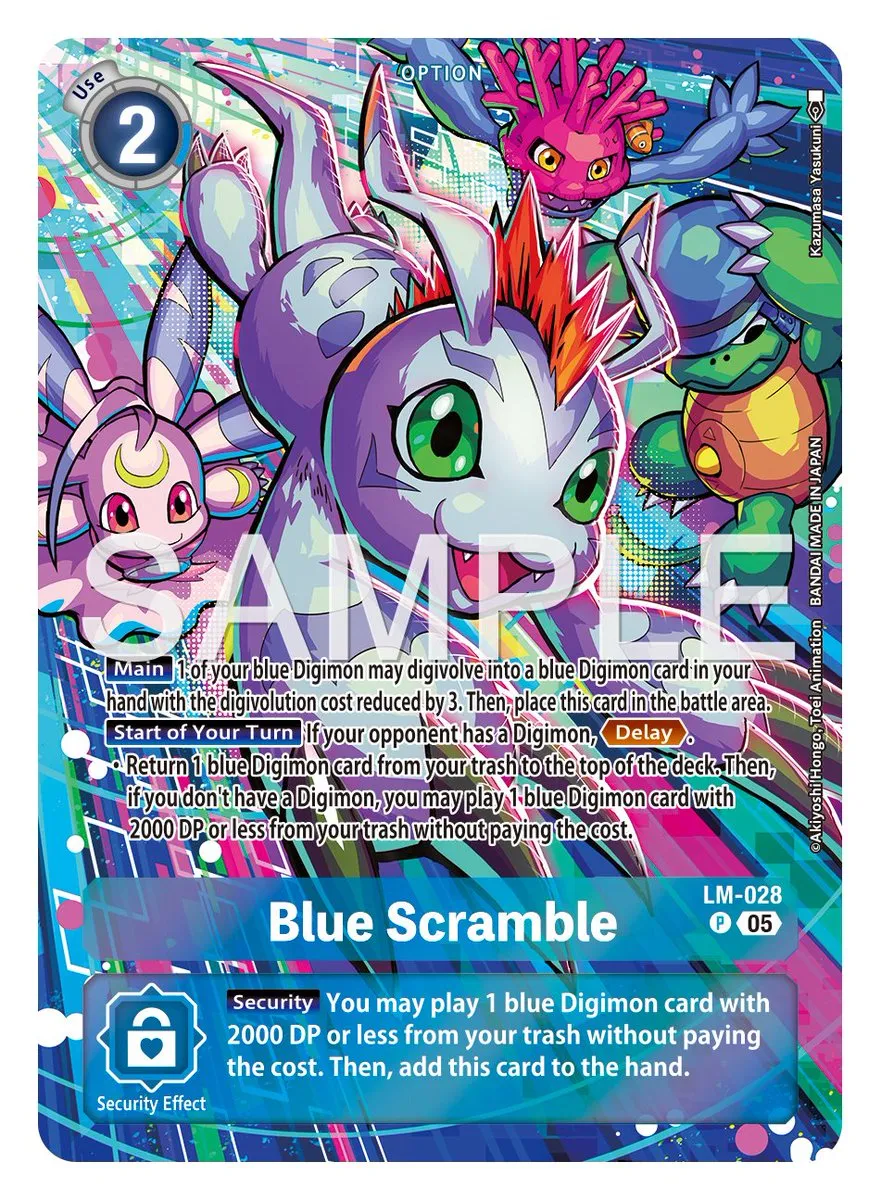 OPTION
Use
2
Kazumasa Yasukuni
©Akiyoshi Hongo, Toei Animation BANDAI MADE IN JAPAN
SAMPLE
Main 1 of your blue Digimon may digivolve into a blue Digimon card in your
hand with the digivolution cost reduced by 3. Then, place this card in the battle area.
Start of Your Turn If your opponent has a Digimon, Delay.
• Return 1 blue Digimon card from your trash to the top of the deck. Then,
if you don't have a Digimon, you may play 1 blue Digimon card with
2000 DP or less from your trash without paying the cost.
LM-028
Blue Scramble
P 05
Security You may play 1 blue Digimon card with
2000 DP or less from your trash without paying
the cost. Then, add this card to the hand.
Security Effect